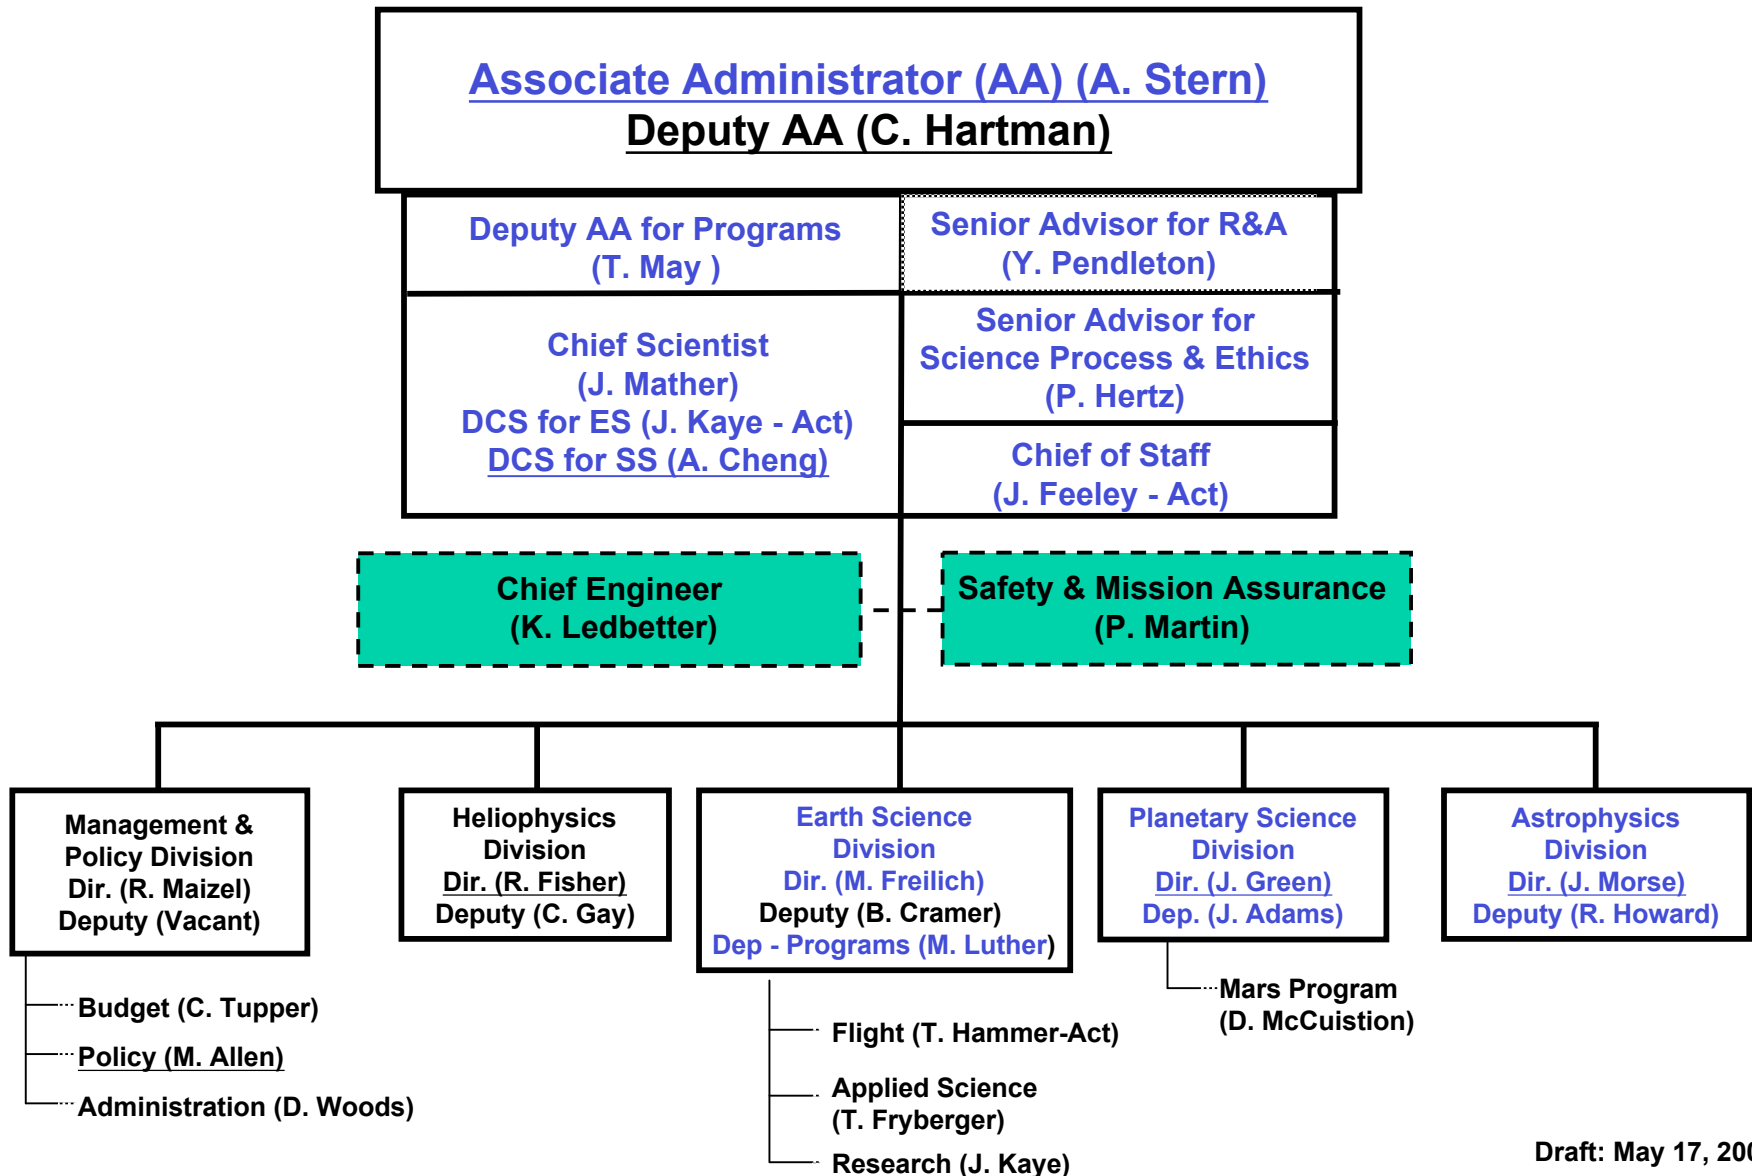 Associate Administrator (AA) (A. Stern)
Deputy AA (C. Hartman)
Deputy AA for Programs
(T. May )
Senior Advisor for R&A
(Y. Pendleton)
Chief Scientist
(J. Mather)
DCS for ES (J. Kaye - Act)
DCS for SS (A. Cheng)
Senior Advisor for
Science Process & Ethics
(P. Hertz)
Chief of Staff
(J. Feeley - Act)
Chief Engineer
(K. Ledbetter)
Safety & Mission Assurance
(P. Martin)
Management &
Policy Division
Dir. (R. Maizel)
Deputy (Vacant)
Budget (C. Tupper)
Policy (M. Allen)
Administration (D. Woods)
Heliophysics
Division
Dir. (R. Fisher)
Deputy (C. Gay)
Earth Science
Division
Dir. (M. Freilich)
Deputy (B. Cramer)
Dep - Programs (M. Luther)
Flight (T. Hammer-Act)
Applied Science
(T. Fryberger)
Research (J. Kaye)
Planetary Science
Division
Dir. (J. Green)
Dep. (J. Adams)
Mars Program
(D. McCuistion)
Astrophysics
Division
Dir. (J. Morse)
Deputy (R. Howard)
Draft: May 17,